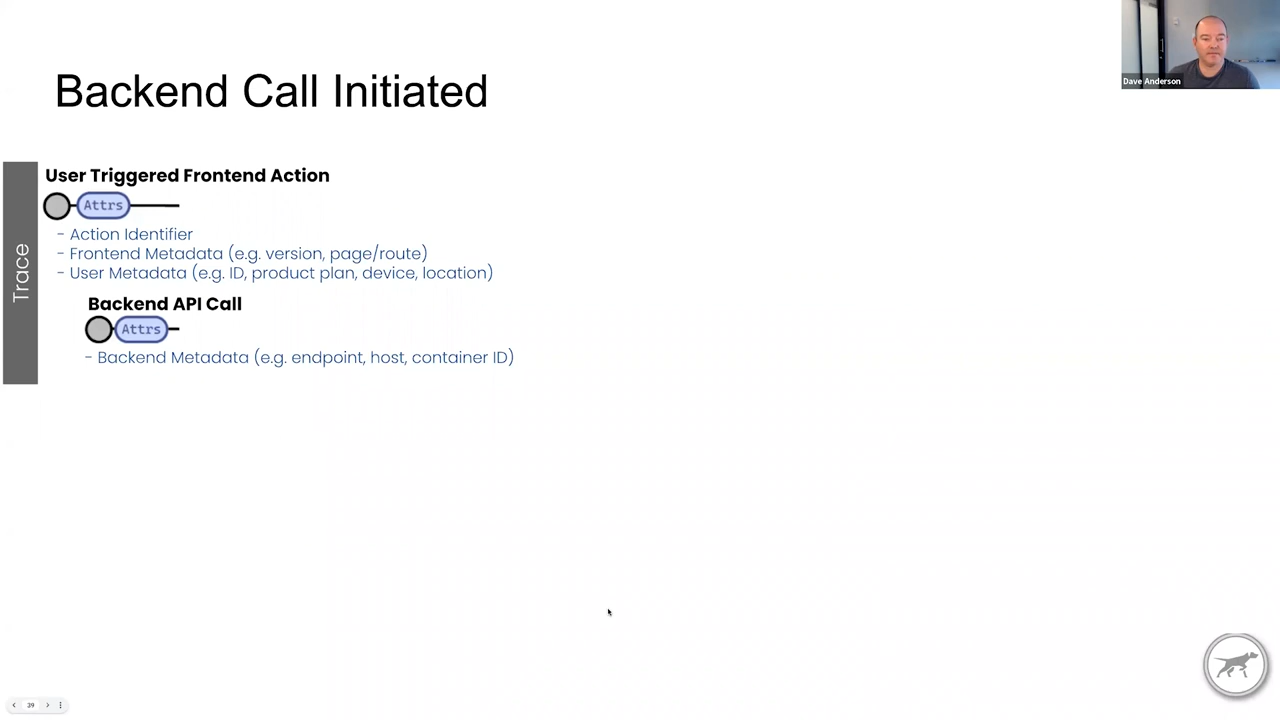 Backend Call Initiated
Dave Anderson
Trace
User Triggered Frontend Action
Attrs
- Action Identifier
- Frontend Metadata (e.g. version, page/route)
- User Metadata (e.g. ID, product plan, device, location)
Backend API Call
Attrs
- Backend Metadata (e.g. endpoint, host, container ID)
29